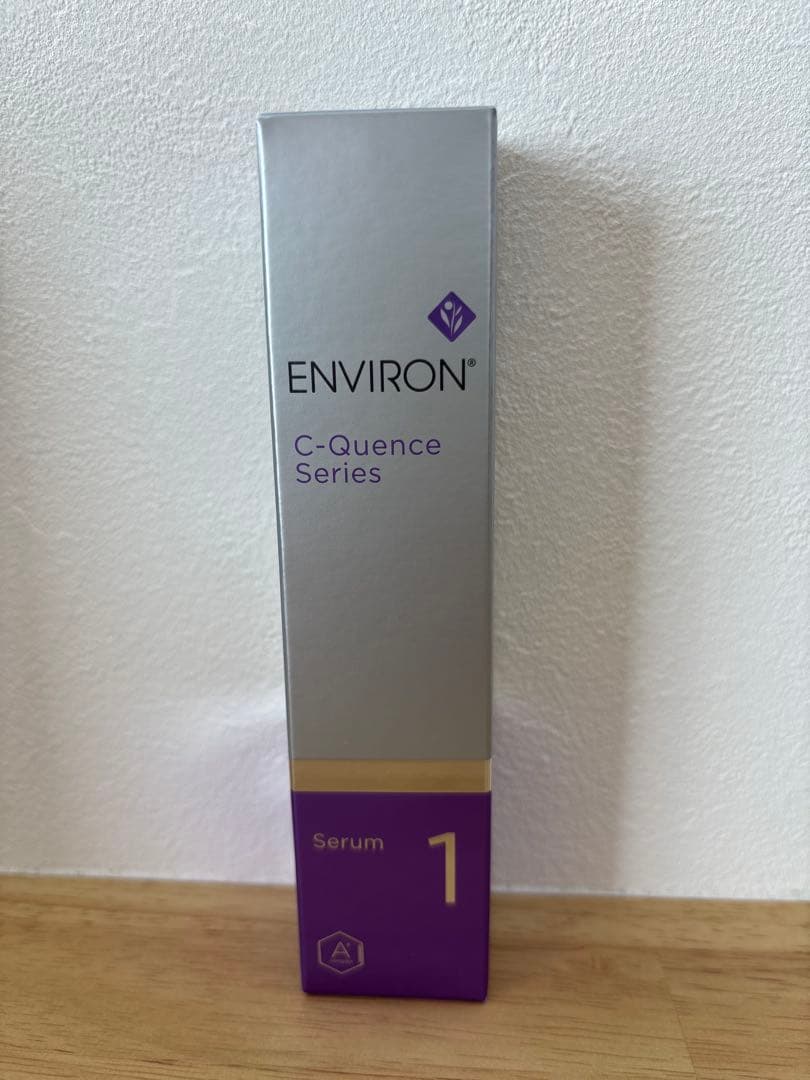 ENVIRON®
C-Quence
Series
Serum 1
A+